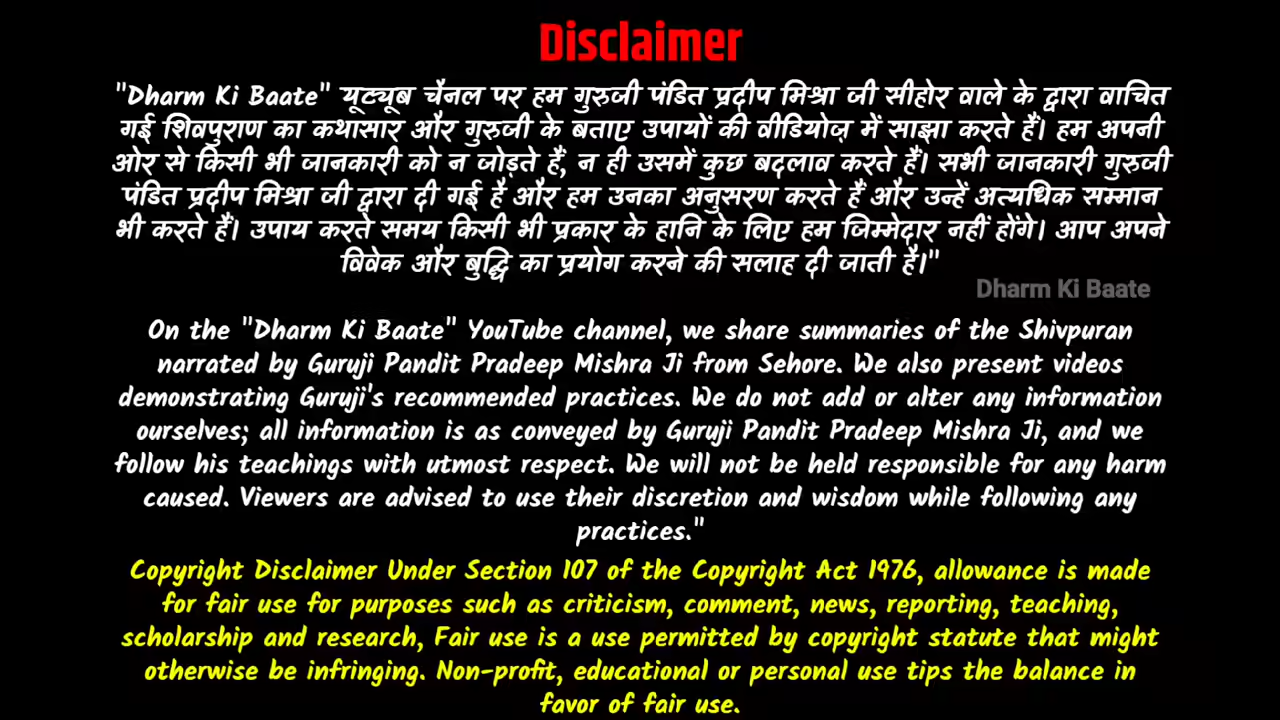 Disclaimer
"Dharm Ki Baate" यूट्यूब चैनल पर हम गुरुजी पंडित प्रदीप मिश्रा जी सीहोर वाले के द्वारा वाचित
गई शिवपुराण का कथासार और गुरुजी के बताए उपायों की वीडियोज़ में साझा करते हैं। हम अपनी
ओर से किसी भी जानकारी को न जोड़ते हैं, न ही उसमें कुछ बदलाव करते हैं। सभी जानकारी गुरुजी
पंडित प्रदीप मिश्रा जी द्वारा दी गई है और हम उनका अनुसरण करते हैं और उन्हें अत्यधिक सम्मान
भी करते हैं। उपाय करते समय किसी भी प्रकार के हानि के लिए हम जिम्मेदार नहीं होंगे। आप अपने
विवेक और बुद्धि का प्रयोग करने की सलाह दी जाती है।"
Dharm Ki Baate
On the "Dharm Ki Baate" YouTube channel, we share summaries of the Shivpuran
narrated by Guruji Pandit Pradeep Mishra Ji from Sehore. We also present videos
demonstrating Guruji's recommended practices. We do not add or alter any information
ourselves; all information is as conveyed by Guruji Pandit Pradeep Mishra Ji, and we
follow his teachings with utmost respect. We will not be held responsible for any harm
caused. Viewers are advised to use their discretion and wisdom while following any
practices."
Copyright Disclaimer Under Section 107 of the Copyright Act 1976, allowance is made
for fair use for purposes such as criticism, comment, news, reporting, teaching,
scholarship and research, Fair use is a use permitted by copyright statute that might
otherwise be infringing. Non-profit, educational or personal use tips the balance in
favor of fair use.